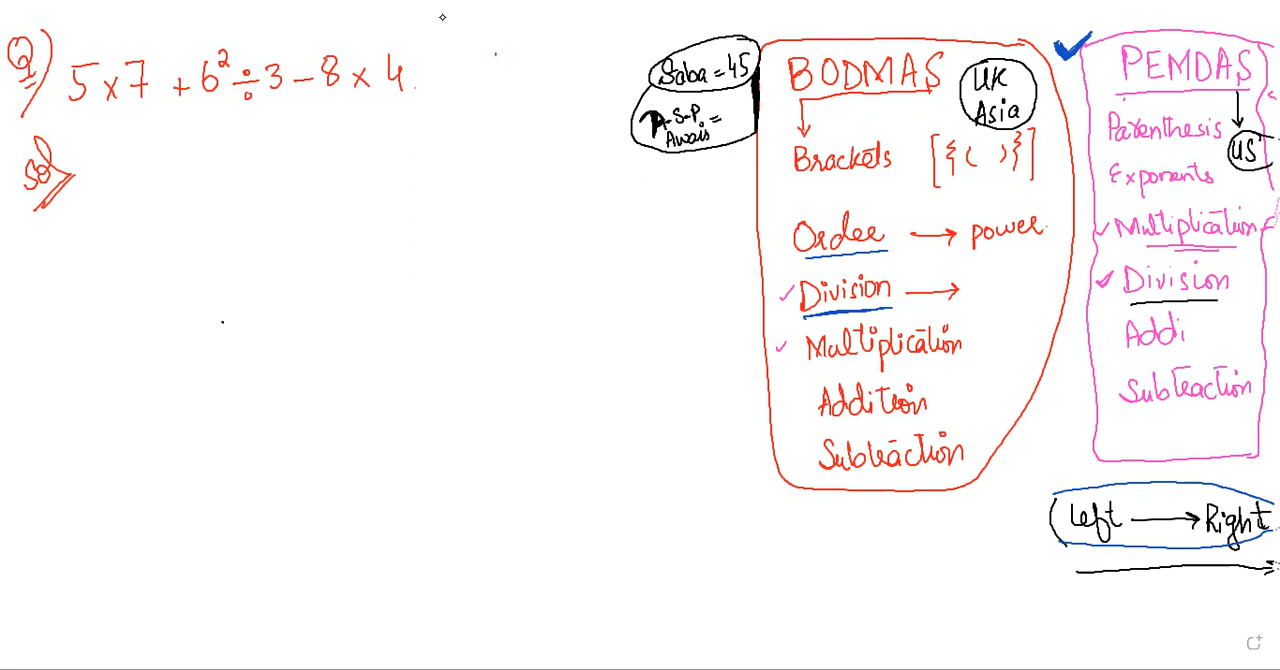 Q) 5 × 7 + 6² ÷ 3 - 8 × 4
Sol
Saba = 45
A-S-P.
Awais =
BODMAS
UK
Asia
Brackets [{( )}]
Order → power
Division →
Multiplication
Addition
Subtraction
PEMDAS
US
Parenthesis
Exponents
Multiplication
Division
Addi
Subtraction
Left → Right